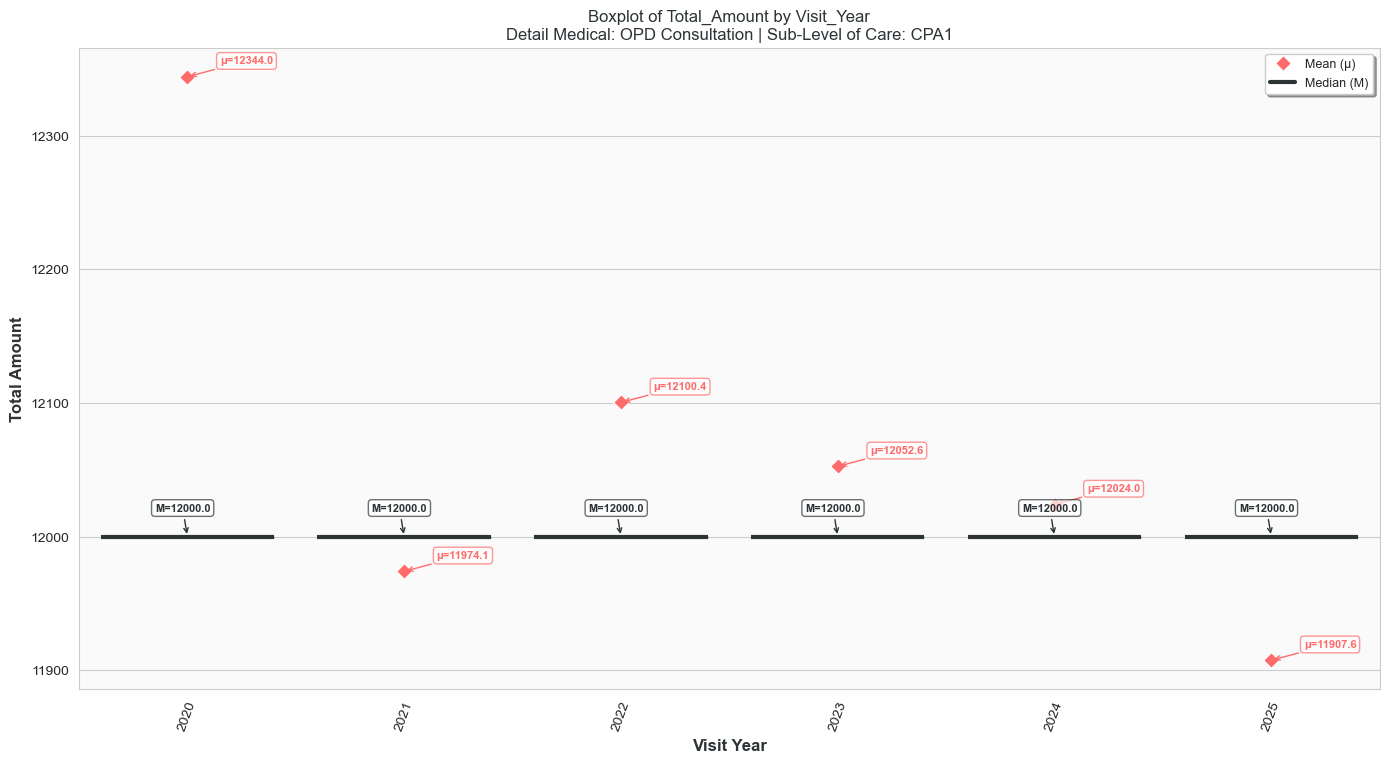 Boxplot of Total_Amount by Visit_Year
Detail Medical: OPD Consultation | Sub-Level of Care: CPA1
Mean (μ)
Median (M)
Total Amount
12300
12200
12100
12000
11900
μ=12344.0
μ=11974.1
μ=12100.4
μ=12052.6
μ=12024.0
μ=11907.6
M=12000.0
M=12000.0
M=12000.0
M=12000.0
M=12000.0
M=12000.0
2020
2021
2022
2023
2024
2025
Visit Year